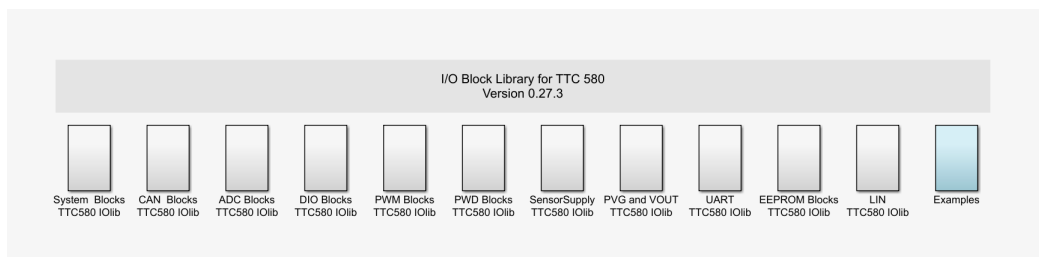 I/O Block Library for TTC 580
Version 0.27.3
System Blocks
TTC580 IOlib
CAN Blocks
TTC580 IOlib
ADC Blocks
TTC580 IOlib
DIO Blocks
TTC580 IOlib
PWM Blocks
TTC580 IOlib
PWD Blocks
TTC580 IOlib
SensorSupply
TTC580 IOlib
PVG and VOUT
TTC580 IOlib
UART
TTC580 IOlib
EEPROM Blocks
TTC580 IOlib
LIN
TTC580 IOlib
Examples